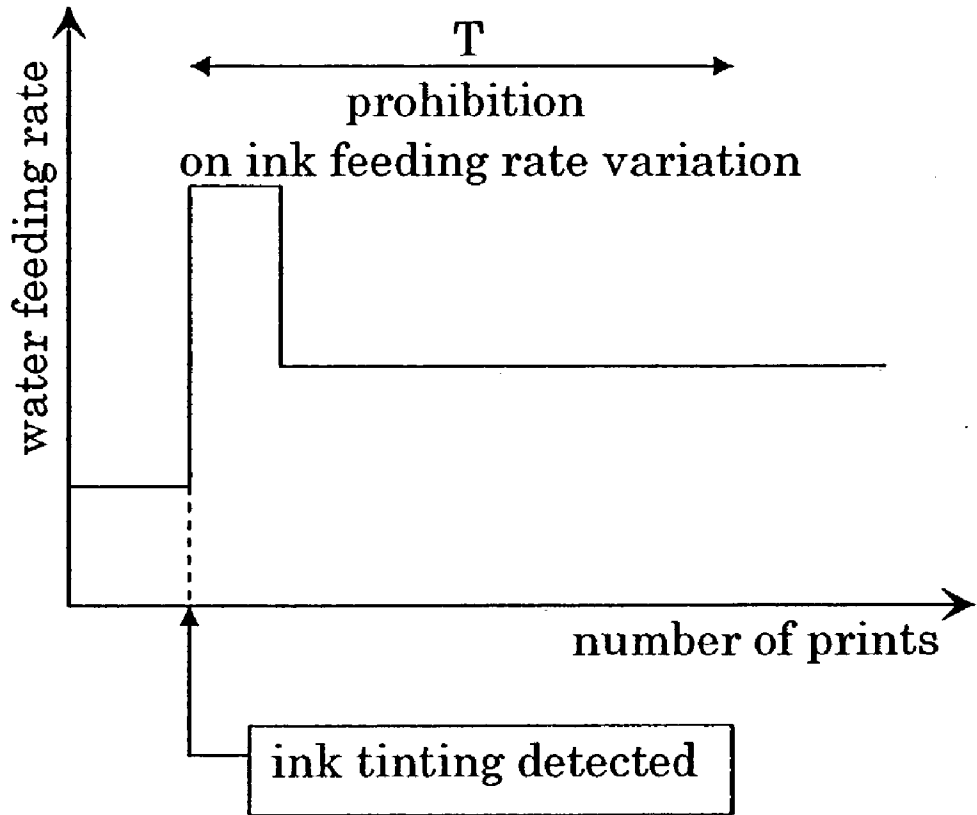 T
prohibition
on ink feeding rate variation
water feeding rate
number of prints
ink tinting detected